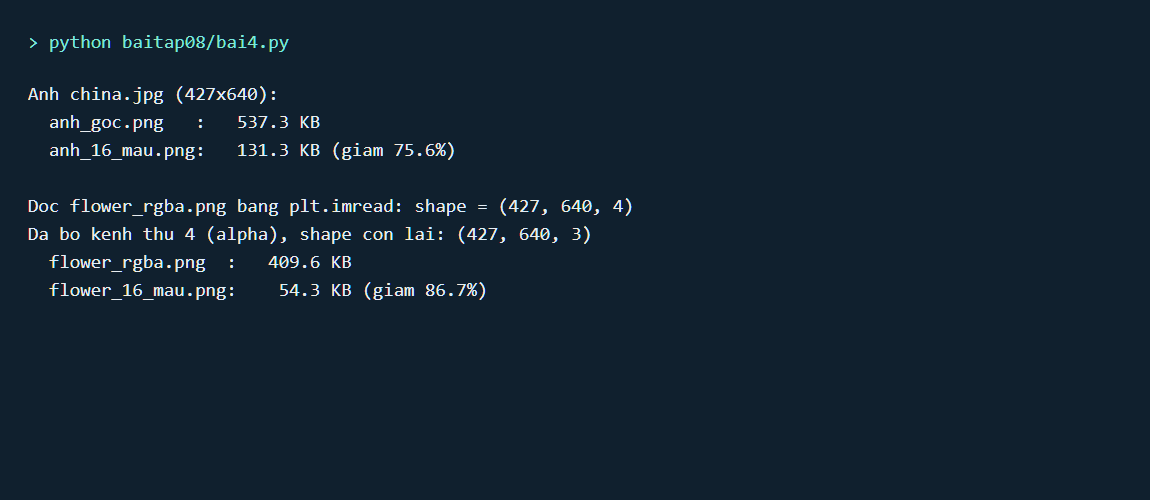 > python baitap08/bai4.py
Anh china.jpg (427x640):
  anh_goc.png   :   537.3 KB
  anh_16_mau.png:   131.3 KB (giam 75.6%)
Doc flower_rgba.png bang plt.imread: shape = (427, 640, 4)
Da bo kenh thu 4 (alpha), shape con lai: (427, 640, 3)
  flower_rgba.png  :   409.6 KB
  flower_16_mau.png:    54.3 KB (giam 86.7%)